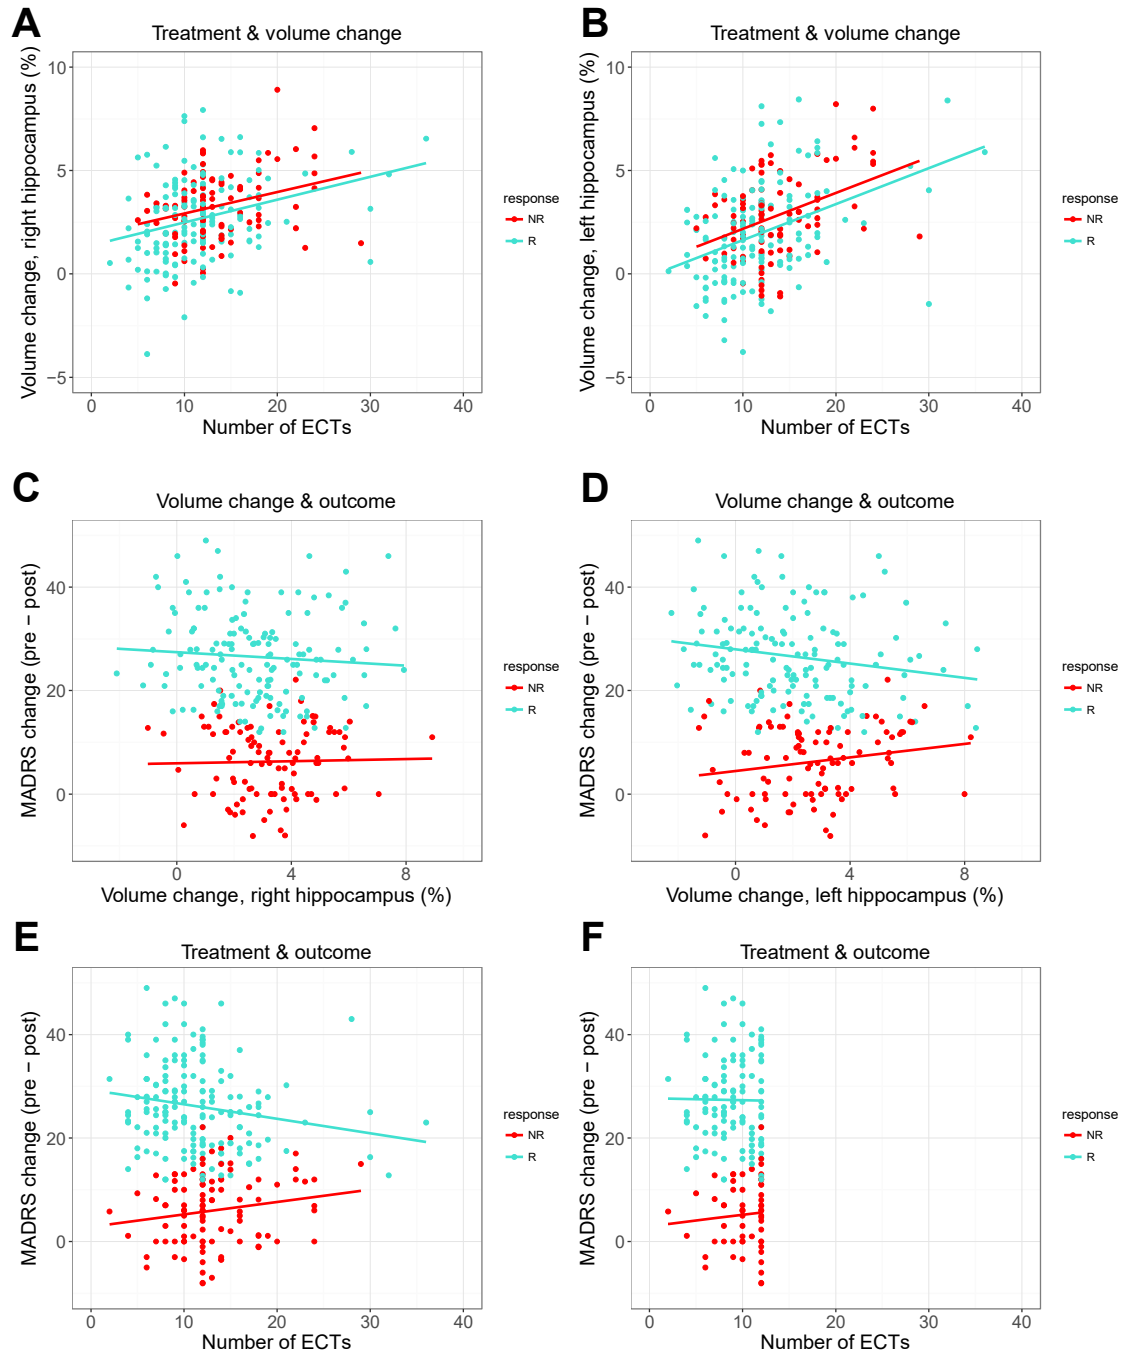 A
Treatment & volume change
Volume change, right hippocampus (%)
10
5
0
−5
0 10 20 30 40
Number of ECTs
response
NR
R
B
Treatment & volume change
Volume change, left hippocampus (%)
10
5
0
−5
0 10 20 30 40
Number of ECTs
response
NR
R
C
Volume change & outcome
MADRS change (pre − post)
40
20
0
0 4 8
Volume change, right hippocampus (%)
response
NR
R
D
Volume change & outcome
MADRS change (pre − post)
40
20
0
0 4 8
Volume change, left hippocampus (%)
response
NR
R
E
Treatment & outcome
MADRS change (pre − post)
40
20
0
0 10 20 30 40
Number of ECTs
response
NR
R
F
Treatment & outcome
MADRS change (pre − post)
40
20
0
0 10 20 30 40
Number of ECTs
response
NR
R